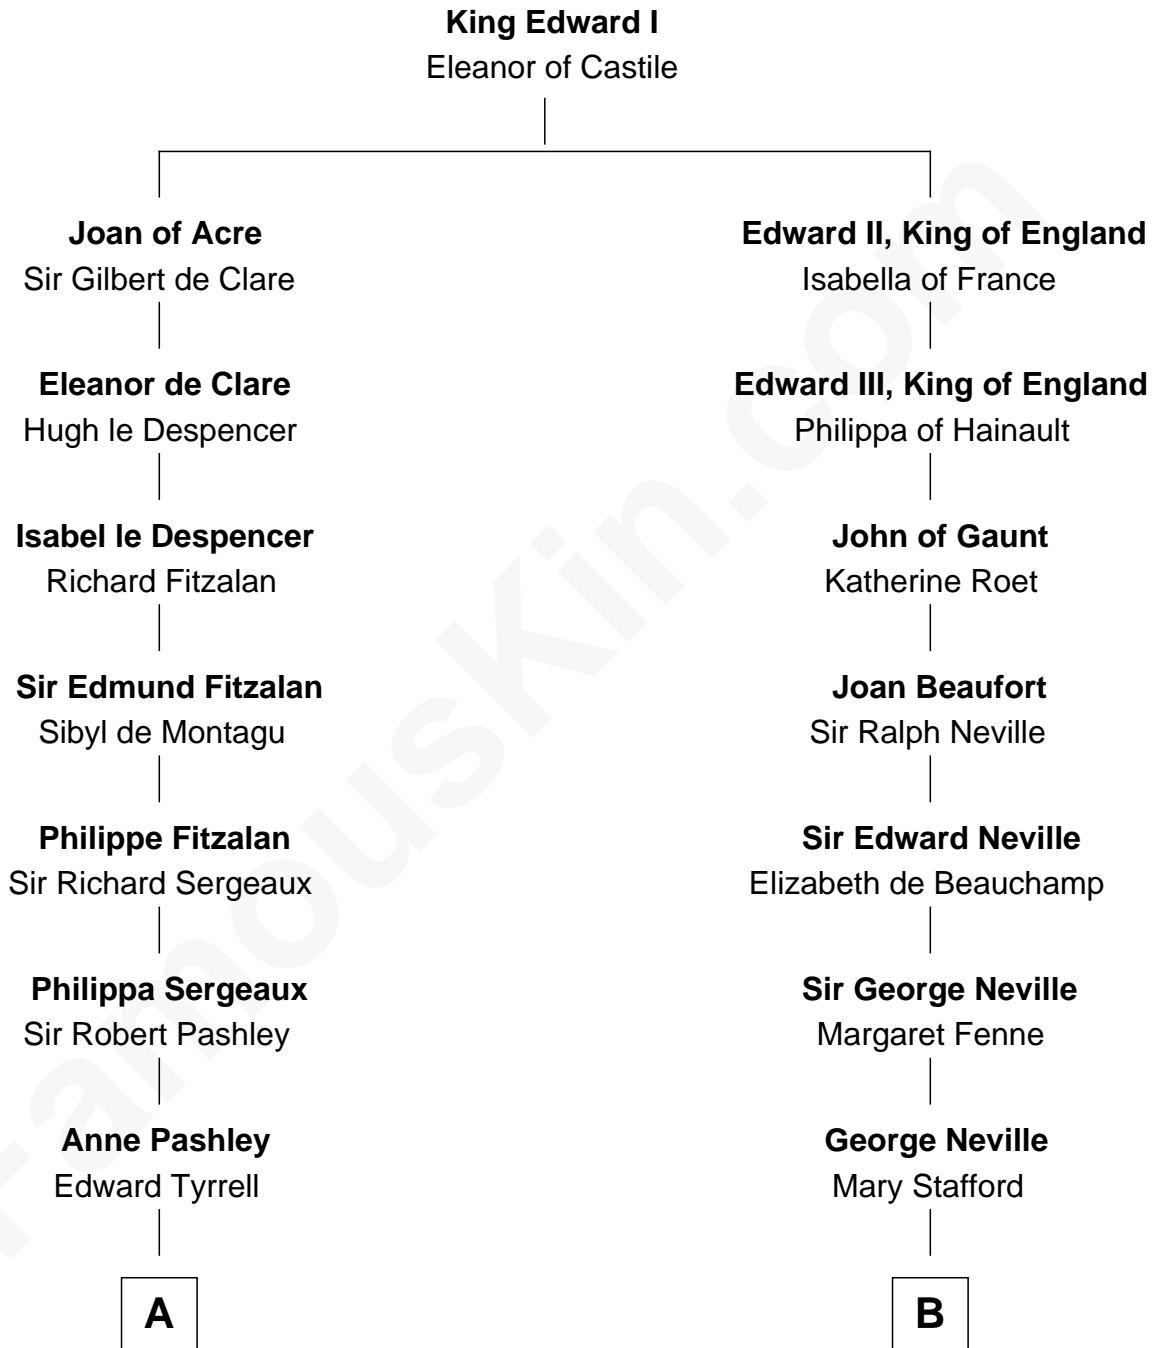 King Edward I
Eleanor of Castile
Joan of Acre
Sir Gilbert de Clare
Edward II, King of England
Isabella of France
Eleanor de Clare
Hugh le Despencer
Edward III, King of England
Philippa of Hainault
Isabel le Despencer
Richard Fitzalan
John of Gaunt
Katherine Roet
Sir Edmund Fitzalan
Sibyl de Montagu
Joan Beaufort
Sir Ralph Neville
Philippe Fitzalan
Sir Richard Sergeaux
Sir Edward Neville
Elizabeth de Beauchamp
Philippa Sergeaux
Sir Robert Pashley
Sir George Neville
Margaret Fenne
Anne Pashley
Edward Tyrrell
George Neville
Mary Stafford
A
B
FamousKin.com